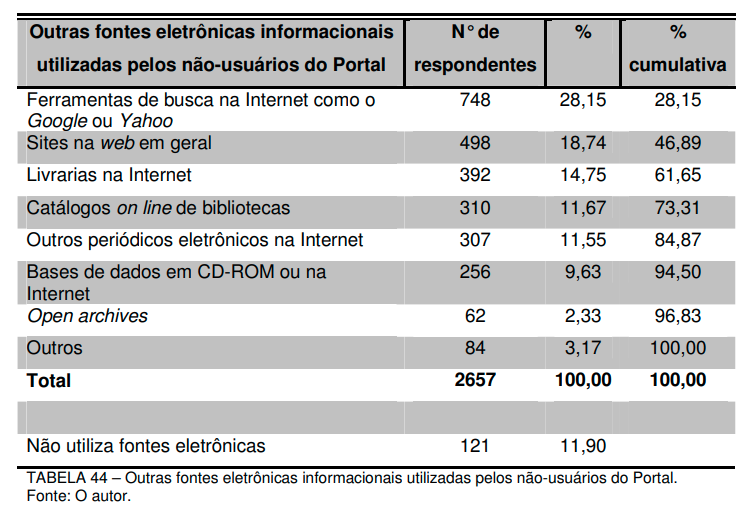 Outras fontes eletrônicas informacionais utilizadas pelos não-usuários do Portal N° de respondentes % % cumulativa
Ferramentas de busca na Internet como o Google ou Yahoo 748 28,15 28,15
Sites na web em geral 498 18,74 46,89
Livrarias na Internet 392 14,75 61,65
Catálogos on line de bibliotecas 310 11,67 73,31
Outros periódicos eletrônicos na Internet 307 11,55 84,87
Bases de dados em CD-ROM ou na Internet 256 9,63 94,50
Open archives 62 2,33 96,83
Outros 84 3,17 100,00
Total 2657 100,00 100,00
Não utiliza fontes eletrônicas 121 11,90
TABELA 44 – Outras fontes eletrônicas informacionais utilizadas pelos não-usuários do Portal.
Fonte: O autor.